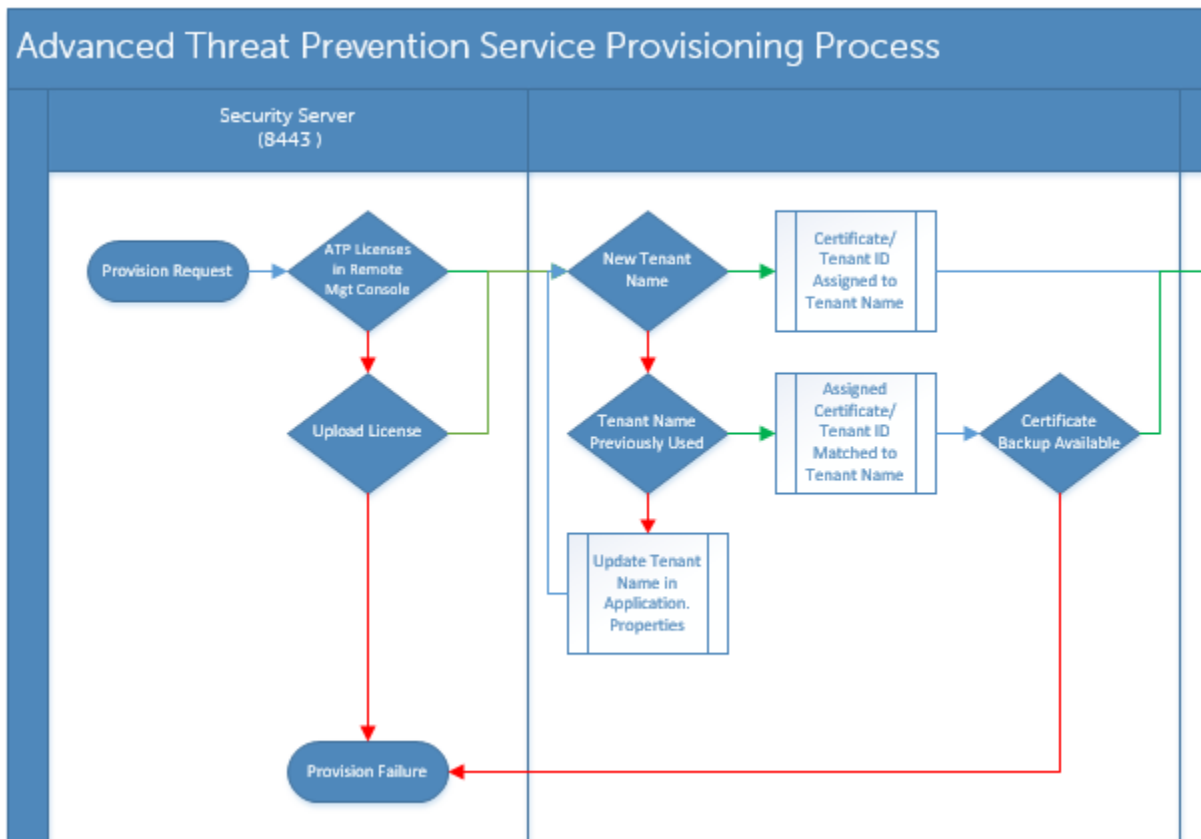 Advanced Threat Prevention Service Provisioning Process
Security Server
(8443 )
Provision Request
ATP Licenses
in Remote
Mgt Console
New Tenant
Name
Certificate/
Tenant ID
Assigned to
Tenant Name
Upload License
Tenant Name
Previously Used
Assigned
Certificate/
Tenant ID
Matched to
Tenant Name
Certificate
Backup Available
Update Tenant
Name in
Application.
Properties
Provision Failure